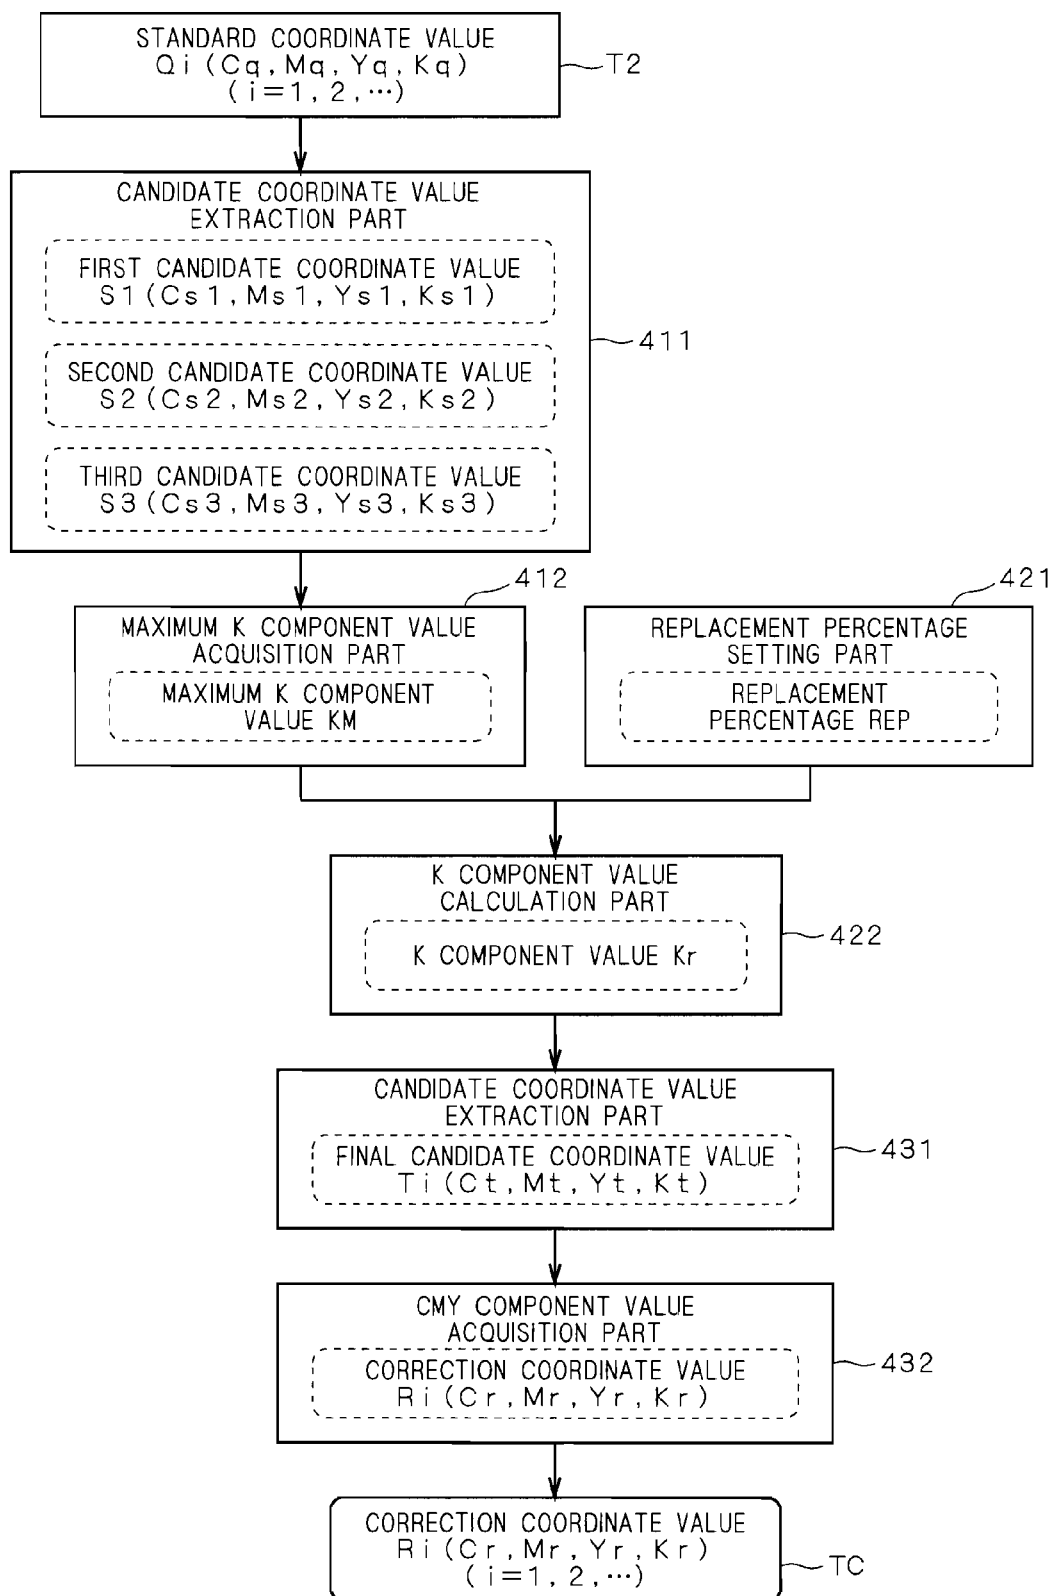 STANDARD COORDINATE VALUE
Qi (Cq, Mq, Yq, Kq)
(i=1, 2, …)
T2
CANDIDATE COORDINATE VALUE
EXTRACTION PART
FIRST CANDIDATE COORDINATE VALUE
S1 (Cs1, Ms1, Ys1, Ks1)
SECOND CANDIDATE COORDINATE VALUE
S2 (Cs2, Ms2, Ys2, Ks2)
THIRD CANDIDATE COORDINATE VALUE
S3 (Cs3, Ms3, Ys3, Ks3)
411
412
MAXIMUM K COMPONENT VALUE
ACQUISITION PART
MAXIMUM K COMPONENT
VALUE KM
421
REPLACEMENT PERCENTAGE
SETTING PART
REPLACEMENT
PERCENTAGE REP
K COMPONENT VALUE
CALCULATION PART
K COMPONENT VALUE Kr
422
CANDIDATE COORDINATE VALUE
EXTRACTION PART
FINAL CANDIDATE COORDINATE VALUE
Ti (Ct, Mt, Yt, Kt)
431
CMY COMPONENT VALUE
ACQUISITION PART
CORRECTION COORDINATE VALUE
Ri (Cr, Mr, Yr, Kr)
432
CORRECTION COORDINATE VALUE
Ri (Cr, Mr, Yr, Kr)
(i=1, 2, …)
TC